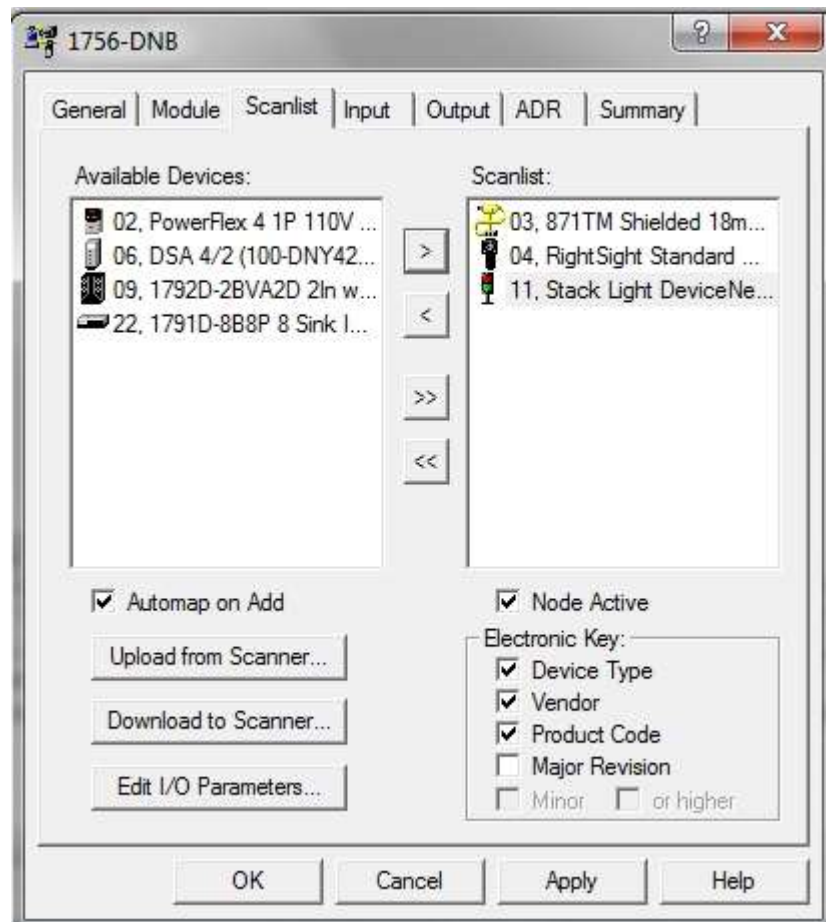 1756-DNB
General Module Scanlist Input Output ADR Summary
Available Devices:
02, PowerFlex 4 1P 110V ...
06, DSA 4/2 (100-DNY42...
09, 1792D-2BVA2D 2In w...
22, 1791D-8B8P 8 Sink I...
>
<
>>
<<
Scanlist:
03, 871TM Shielded 18m...
04, RightSight Standard ...
11, Stack Light DeviceNe...
Automap on Add
Upload from Scanner...
Download to Scanner...
Edit I/O Parameters...
Node Active
Electronic Key:
Device Type
Vendor
Product Code
Major Revision
Minor or higher
OK Cancel Apply Help